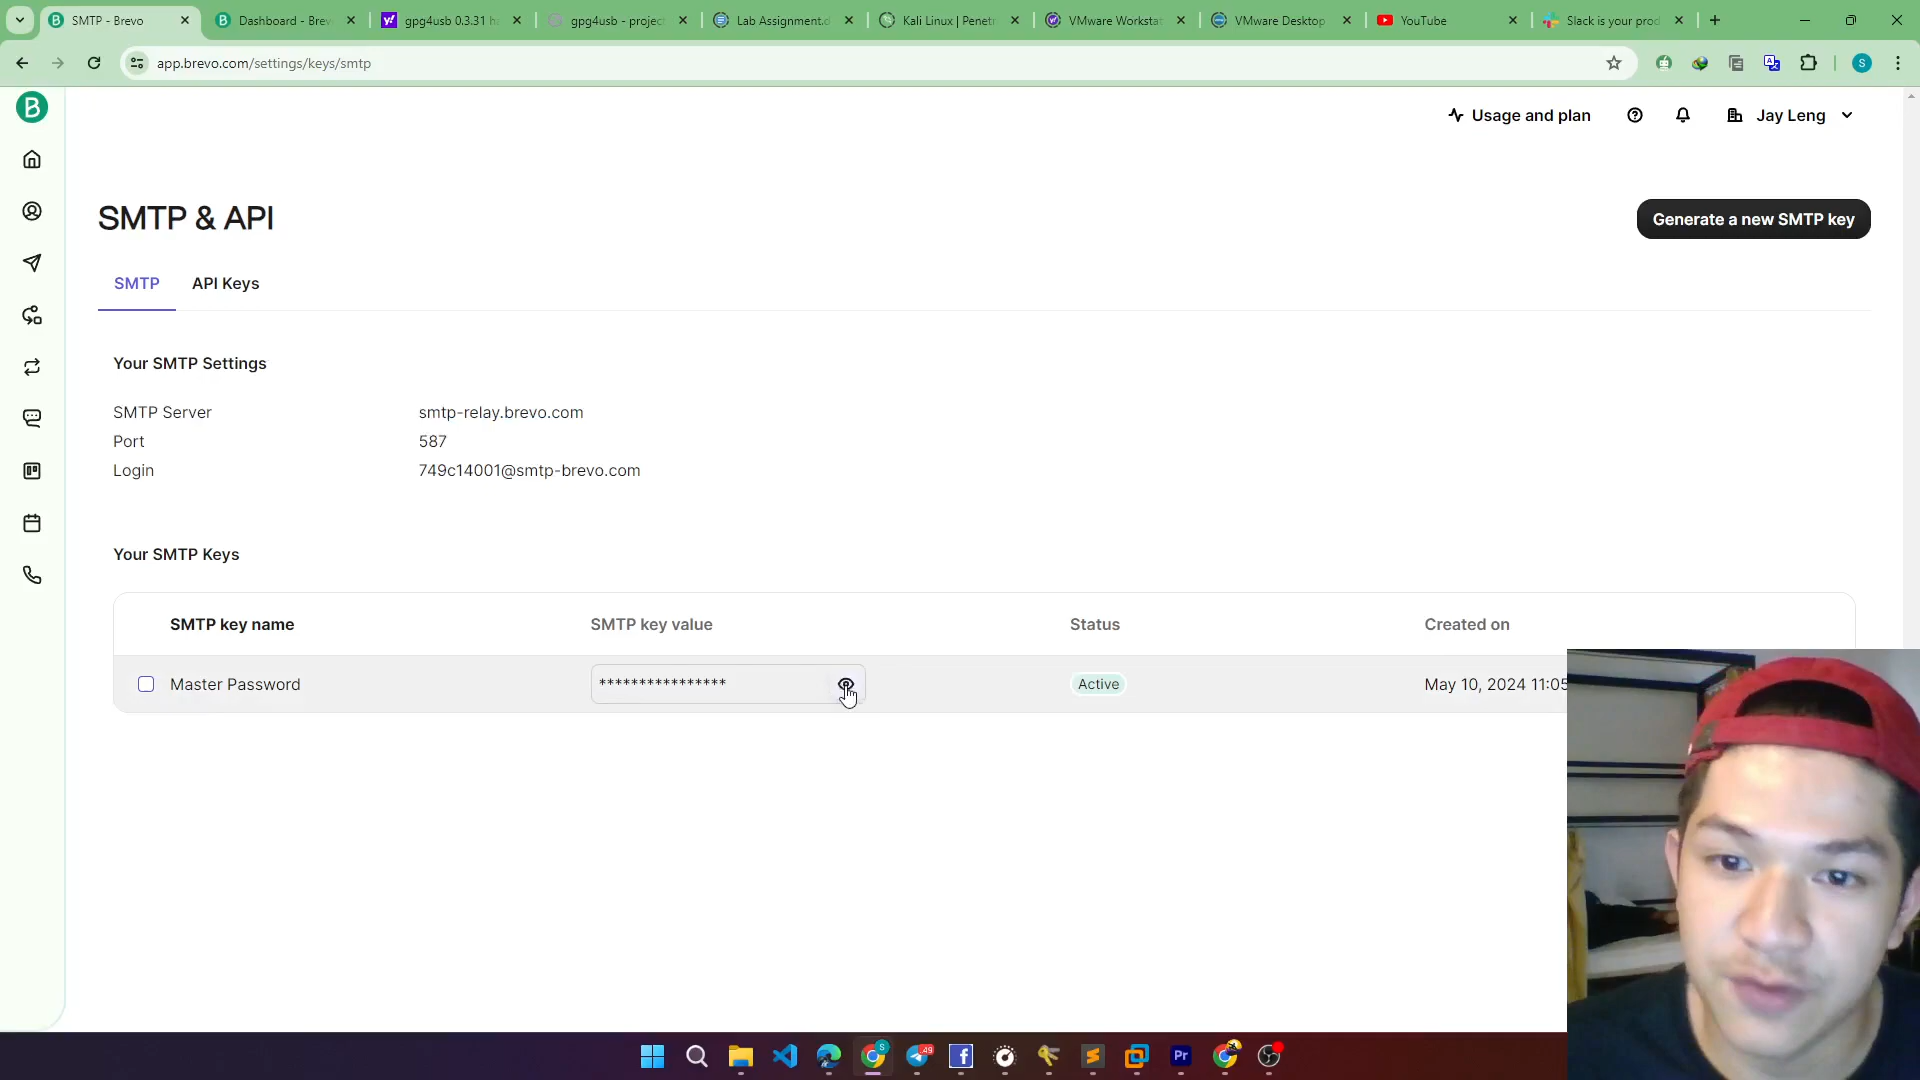 SMTP - Brevo
Dashboard - Brev
gpg4usb 0.3.31 ha
gpg4usb - project
Lab Assignment.d
Kali Linux | Penetr
VMware Workstat
VMware Desktop
YouTube
Slack is your prod
app.brevo.com/settings/keys/smtp
S
B
Usage and plan
Jay Leng
SMTP & API
Generate a new SMTP key
SMTP
API Keys
Your SMTP Settings
SMTP Server
smtp-relay.brevo.com
Port
587
Login
749c14001@smtp-brevo.com
Your SMTP Keys
SMTP key name
SMTP key value
Status
Created on
Master Password
****************
Active
May 10, 2024 11:05